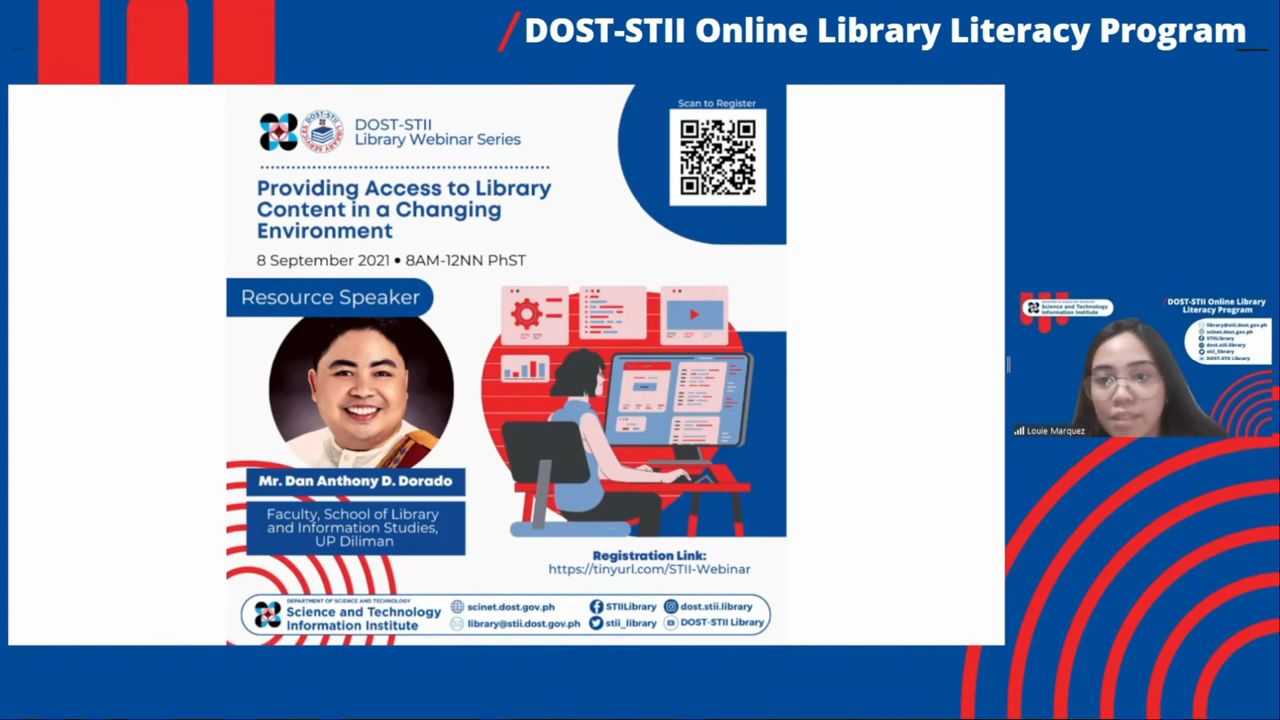 /DOST-STII Online Library Literacy Program
Scan to Register
DOST-STII
Library Webinar Series
Providing Access to Library
Content in a Changing
Environment
8 September 2021 • 8AM-12NN PhST
Resource Speaker
Mr. Dan Anthony D. Dorado
Faculty, School of Library
and Information Studies,
UP Diliman
Registration Link:
https://tinyurl.com/STII-Webinar
DEPARTMENT OF SCIENCE AND TECHNOLOGY
Science and Technology
Information Institute
scinet.dost.gov.ph
library@stii.dost.gov.ph
STIILibrary
stii_library
dost.stii.library
DOST-STII Library
Science and Technology
Information Institute
/DOST-STII Online Library
Literacy Program
library@stii.dost.gov.ph
scinet.dost.gov.ph
STIILibrary
dost.stii.library
stii_library
DOST-STII Library
Louie Marquez